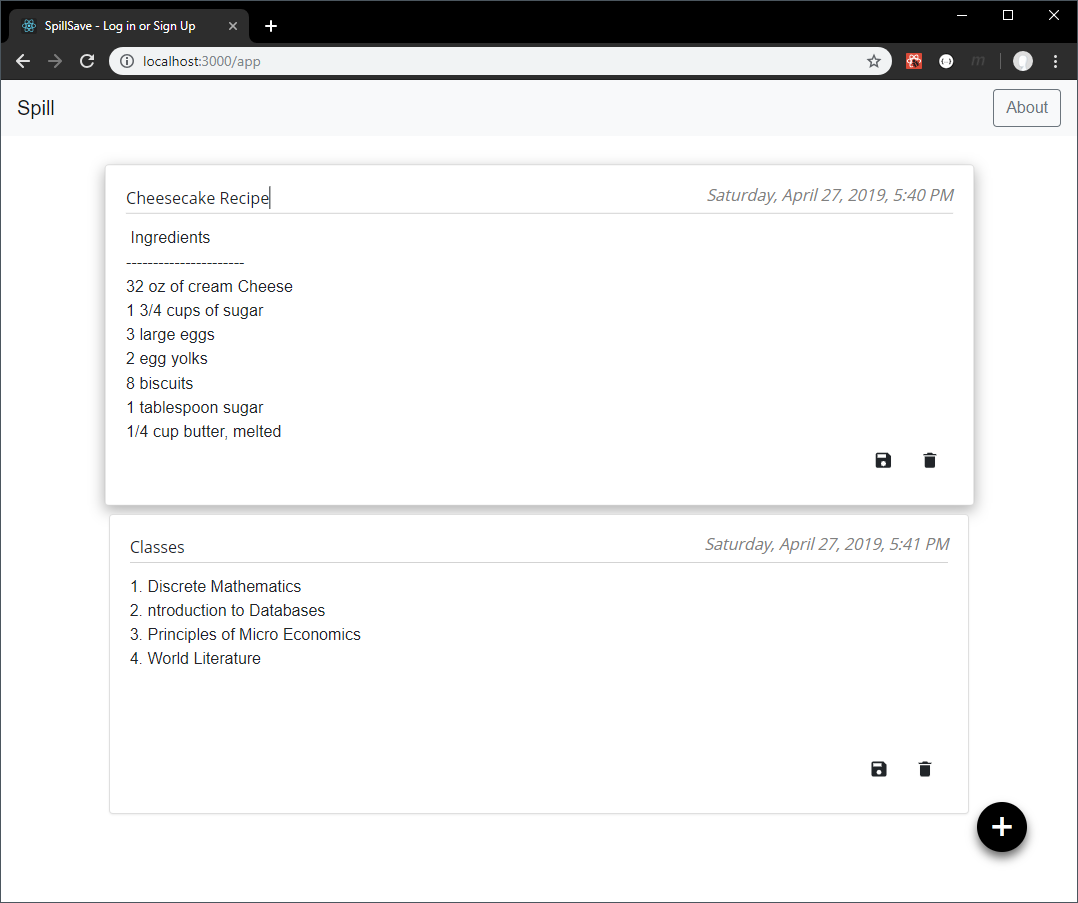 SpillSave - Log in or Sign Up
localhost:3000/app
Spill
About
Cheesecake Recipe
Saturday, April 27, 2019, 5:40 PM
Ingredients
----------------------
32 oz of cream Cheese
1 3/4 cups of sugar
3 large eggs
2 egg yolks
8 biscuits
1 tablespoon sugar
1/4 cup butter, melted
Classes
Saturday, April 27, 2019, 5:41 PM
1. Discrete Mathematics
2. ntroduction to Databases
3. Principles of Micro Economics
4. World Literature